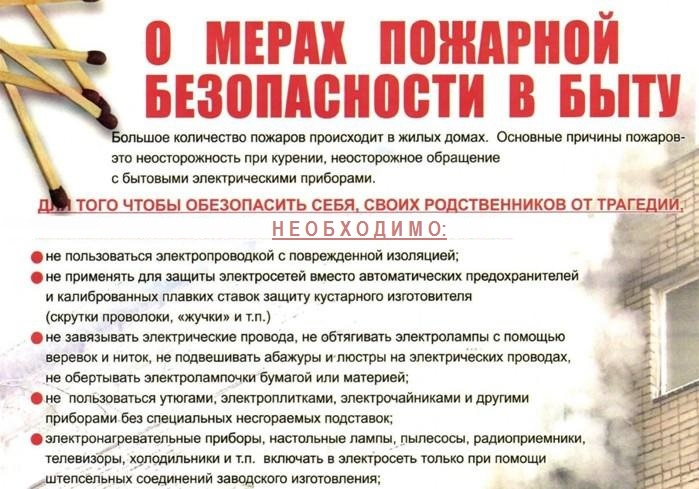 О МЕРАХ ПОЖАРНОЙ
БЕЗОПАСНОСТИ В БЫТУ
Большое количество пожаров происходит в жилых домах. Основные причины пожаров-
это неосторожность при курении, неосторожное обращение
с бытовыми электрическими приборами.
ДЛЯ ТОГО ЧТОБЫ ОБЕЗОПАСИТЬ СЕБЯ, СВОИХ РОДСТВЕННИКОВ ОТ ТРАГЕДИИ,
НЕОБХОДИМО:
не пользоваться электропроводкой с поврежденной изоляцией;
не применять для защиты электросетей вместо автоматических предохранителей
и калиброванных плавких ставок защиту кустарного изготовителя
(скрутки проволоки, «жучки» и т.п.)
не завязывать электрические провода, не обтягивать электролампы с помощью
веревок и ниток, не подвешивать абажуры и люстры на электрических проводах,
не обертывать электролампочки бумагой или материей;
не пользоваться утюгами, электроплитками, электрочайниками и другими
приборами без специальных несгораемых подставок;
электронагревательные приборы, настольные лампы, пылесосы, радиоприемники,
телевизоры, холодильники и т.п. включать в электросеть только при помощи
штепсельных соединений заводского изготовления;